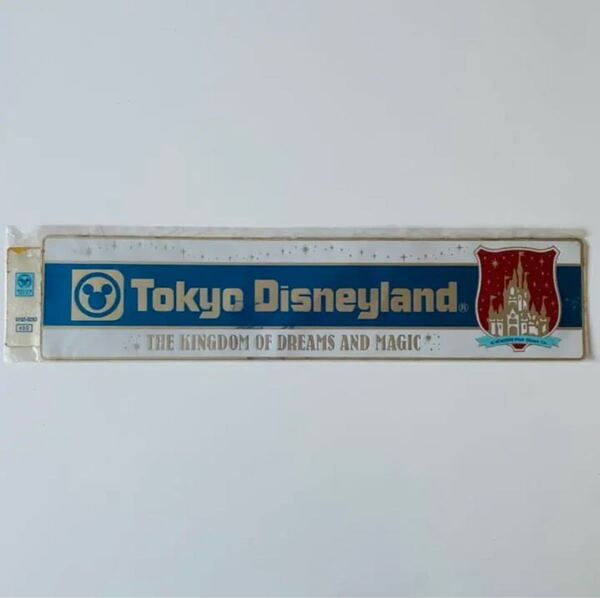 Tokyo Disneyland®
THE KINGDOM OF DREAMS AND MAGIC